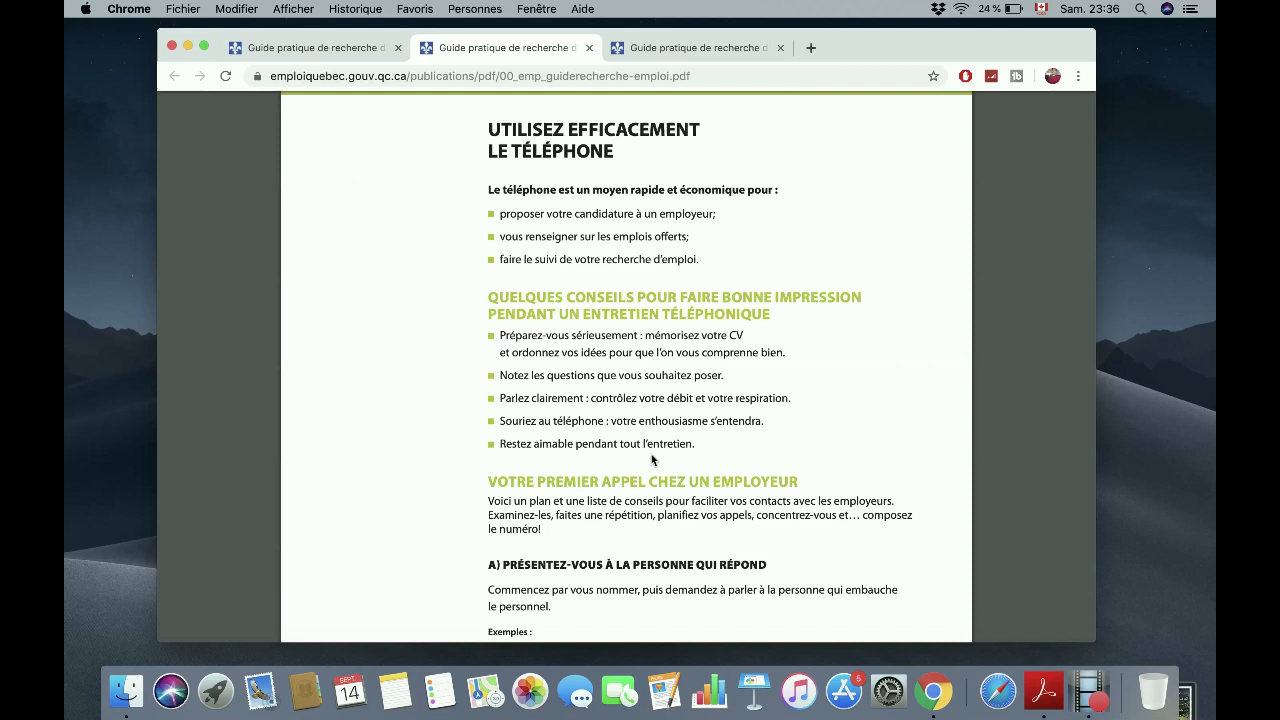 Chrome Fichier Modifier Afficher Historique Favoris Personnes Fenêtre Aide 24 % Sam. 23:36
Guide pratique de recherche d Guide pratique de recherche d Guide pratique de recherche d
emploiquebec.gouv.qc.ca/publications/pdf/00_emp_guiderecherche-emploi.pdf
UTILISEZ EFFICACEMENT
LE TÉLÉPHONE
Le téléphone est un moyen rapide et économique pour :
proposer votre candidature à un employeur;
vous renseigner sur les emplois offerts;
faire le suivi de votre recherche d'emploi.
QUELQUES CONSEILS POUR FAIRE BONNE IMPRESSION
PENDANT UN ENTRETIEN TÉLÉPHONIQUE
Préparez-vous sérieusement : mémorisez votre CV
et ordonnez vos idées pour que l'on vous comprenne bien.
Notez les questions que vous souhaitez poser.
Parlez clairement : contrôlez votre débit et votre respiration.
Souriez au téléphone : votre enthousiasme s'entendra.
Restez aimable pendant tout l'entretien.
VOTRE PREMIER APPEL CHEZ UN EMPLOYEUR
Voici un plan et une liste de conseils pour faciliter vos contacts avec les employeurs.
Examinez-les, faites une répétition, planifiez vos appels, concentrez-vous et… composez
le numéro!
A) PRÉSENTEZ-VOUS À LA PERSONNE QUI RÉPOND
Commencez par vous nommer, puis demandez à parler à la personne qui embauche
le personnel.
Exemples :
SEPT.
14
6